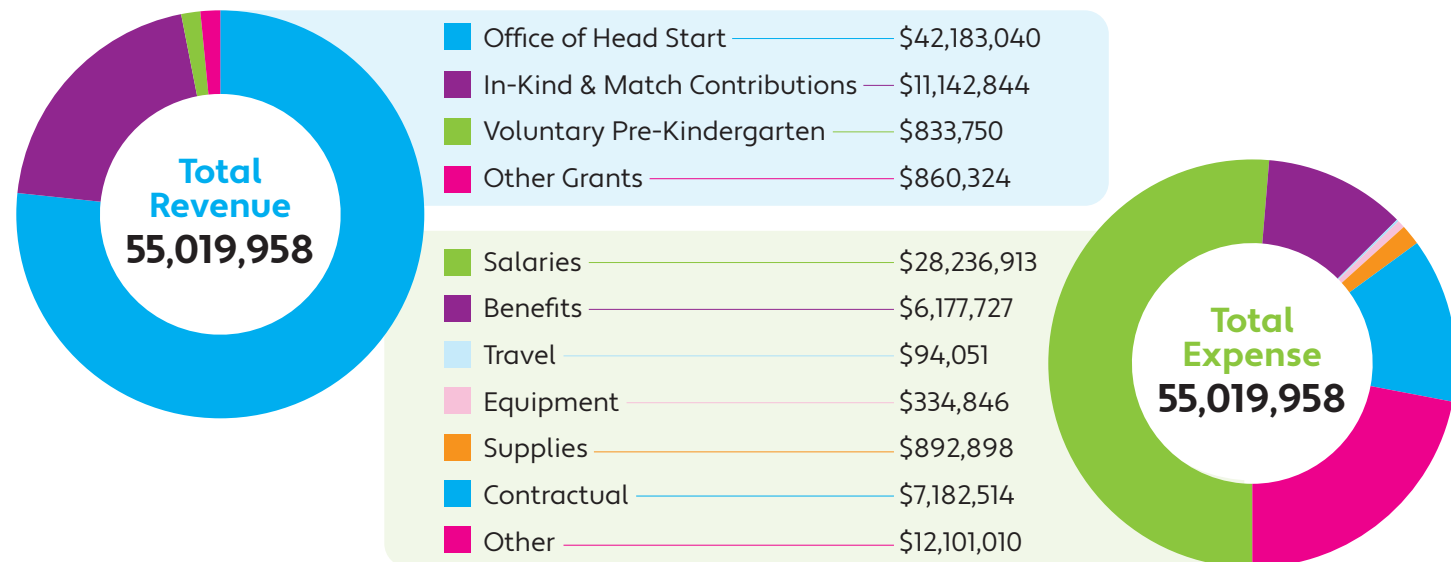 Total
Revenue
55,019,958
Office of Head Start $42,183,040
In-Kind & Match Contributions $11,142,844
Voluntary Pre-Kindergarten $833,750
Other Grants $860,324
Salaries $28,236,913
Benefits $6,177,727
Travel $94,051
Equipment $334,846
Supplies $892,898
Contractual $7,182,514
Other $12,101,010
Total
Expense
55,019,958